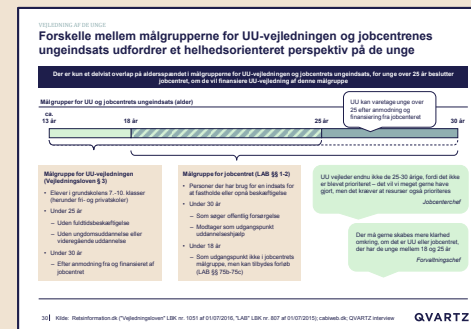 VEJLEDNING AF DE UNGE
Forskelle mellem målgrupperne for UU-vejledningen og jobcentrenes
ungeindsats udfordrer et helhedsorienteret perspektiv på de unge
Der er kun et delvist overlap på aldersspændet i målgrupperne for UU-vejledningen og jobcentrets ungeindsats, for unge over 25 år beslutter
jobcentret, om de vil finansiere UU-vejledning af denne målgruppe
Målgrupper for UU og jobcentrets ungeindsats (alder)
UU kan varetage unge over
25 efter anmodning og
finansiering fra jobcenteret
ca.
13 år
18 år
25 år
30 år
Målgruppe for UU-vejledningen
(Vejledningsloven § 3)
• Elever i grundskolens 7.-10. klasser
(herunder fri- og privatskoler)
• Under 25 år
– Uden fuldtidsbeskæftigelse
– Uden ungdomsuddannelse eller
videregående uddannelse
• Under 30 år
– Efter anmodning fra og finansieret af
jobcentret
Målgruppe for jobcentret (LAB §§ 1-2)
• Personer der har brug for en indsats for
at fastholde eller opnå beskæftigelse
• Under 30 år
– Som søger offentlig forsørgelse
– Modtager som udgangspunkt
uddannelseshjælp
• Under 18 år
– Som udgangspunkt ikke i jobcentrets
målgruppe, men kan tilbydes forløb
(LAB §§ 75b-75c)
UU vejleder endnu ikke de 25-30 årige, fordi det ikke
er blevet prioriteret – det vil vi meget gerne have
gjort, men det kræver at resurser også prioriteres
Jobcenterchef
Der må gerne skabes mere klarhed
omkring, om det er UU eller jobcentret,
der har de unge mellem 18 og 25 år
Forvaltningschef
30 | Kilde: Retsinformation.dk ("Vejledningsloven" LBK nr. 1051 af 01/07/2016, "LAB" LBK nr. 807 af 01/07/2015); cabiweb.dk; QVARTZ interview
QVARTZ